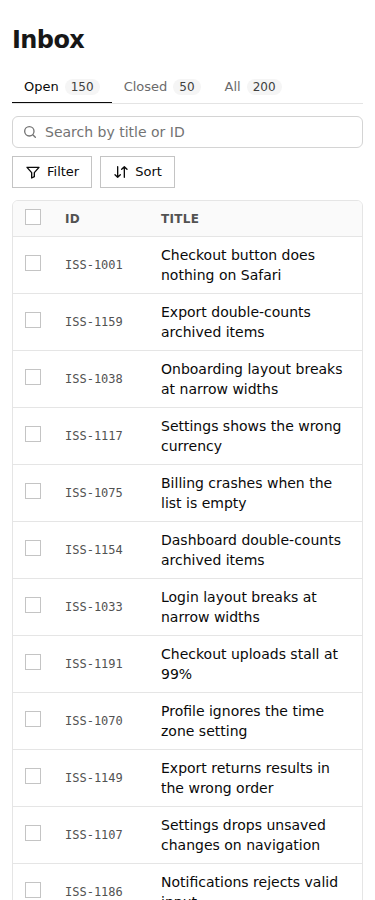 Inbox
Open 150 Closed 50 All 200
Search by title or ID
Filter Sort
ID TITLE
ISS-1001 Checkout button does
nothing on Safari
ISS-1159 Export double-counts
archived items
ISS-1038 Onboarding layout breaks
at narrow widths
ISS-1117 Settings shows the wrong
currency
ISS-1075 Billing crashes when the
list is empty
ISS-1154 Dashboard double-counts
archived items
ISS-1033 Login layout breaks at
narrow widths
ISS-1191 Checkout uploads stall at
99%
ISS-1070 Profile ignores the time
zone setting
ISS-1149 Export returns results in
the wrong order
ISS-1107 Settings drops unsaved
changes on navigation
ISS-1186 Notifications rejects valid